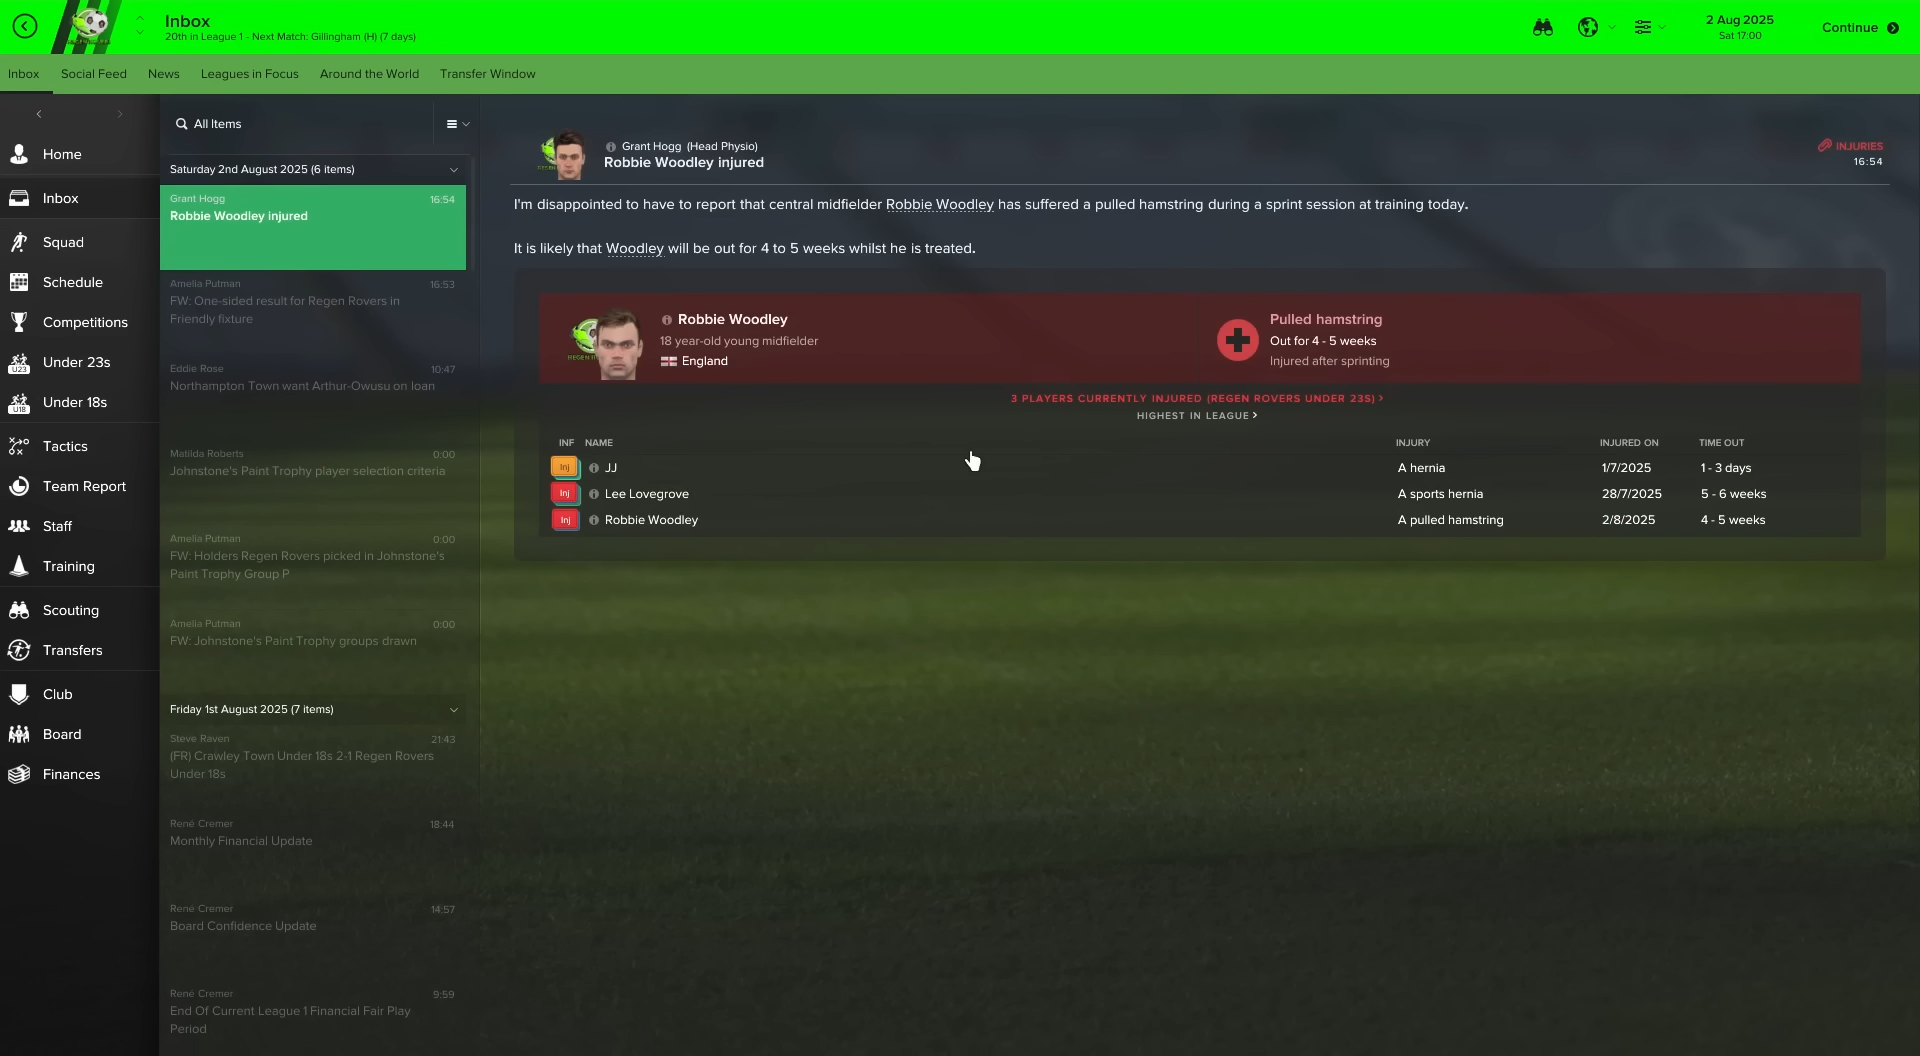 Inbox
20th in League 1 - Next Match: Gillingham (H) (7 days)
2 Aug 2025
Sat 17:00
Continue
Inbox
Social Feed
News
Leagues in Focus
Around the World
Transfer Window
Home
Inbox
Squad
Schedule
Competitions
U23
Under 23s
U18
Under 18s
Tactics
Team Report
Staff
Training
Scouting
Transfers
Club
Board
Finances
All Items
Saturday 2nd August 2025 (6 items)
Grant Hogg 16:54
Robbie Woodley injured
Amelia Putman 16:53
FW: One-sided result for Regen Rovers in
Friendly fixture
Eddie Rose 10:47
Northampton Town want Arthur-Owusu on loan
Matilda Roberts 0:00
Johnstone's Paint Trophy player selection criteria
Amelia Putman 0:00
FW: Holders Regen Rovers picked in Johnstone's
Paint Trophy Group P
Amelia Putman 0:00
FW: Johnstone's Paint Trophy groups drawn
Friday 1st August 2025 (7 items)
Steve Raven 21:43
(FR) Crawley Town Under 18s 2-1 Regen Rovers
Under 18s
René Cremer 18:44
Monthly Financial Update
René Cremer 14:57
Board Confidence Update
René Cremer 9:59
End Of Current League 1 Financial Fair Play
Period
Grant Hogg (Head Physio)
Robbie Woodley injured
INJURIES
16:54
I'm disappointed to have to report that central midfielder Robbie Woodley has suffered a pulled hamstring during a sprint session at training today.
It is likely that Woodley will be out for 4 to 5 weeks whilst he is treated.
Robbie Woodley
18 year-old young midfielder
England
Pulled hamstring
Out for 4 - 5 weeks
Injured after sprinting
3 PLAYERS CURRENTLY INJURED (REGEN ROVERS UNDER 23S) >
HIGHEST IN LEAGUE >
INF NAME INJURY INJURED ON TIME OUT
Inj JJ A hernia 1/7/2025 1 - 3 days
Inj Lee Lovegrove A sports hernia 28/7/2025 5 - 6 weeks
Inj Robbie Woodley A pulled hamstring 2/8/2025 4 - 5 weeks